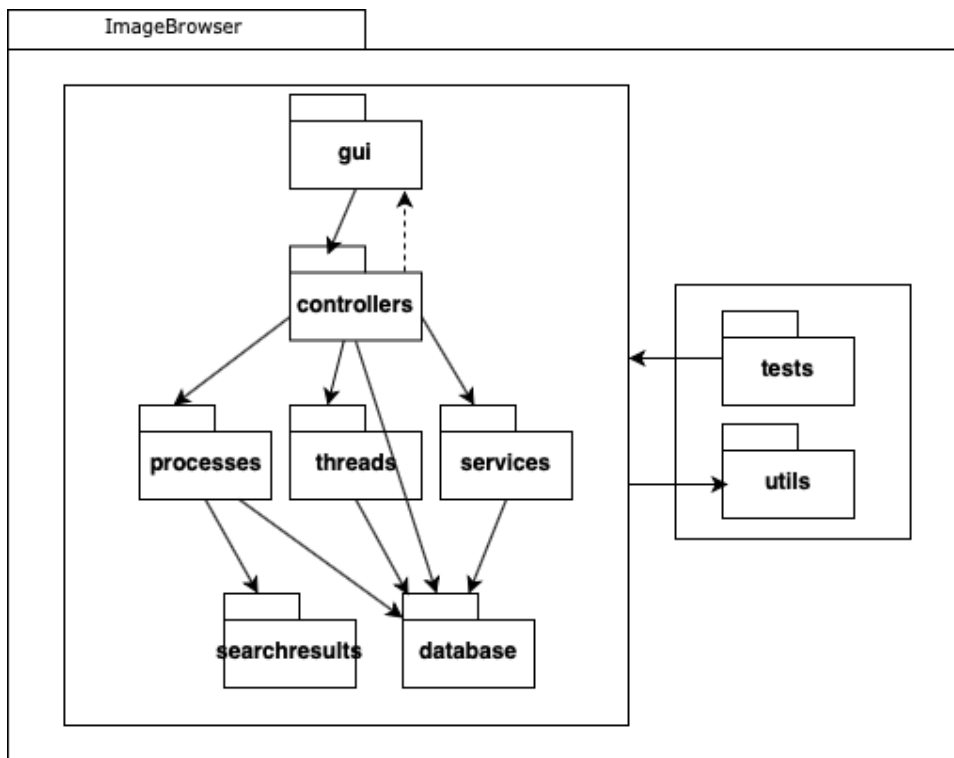 ImageBrowser
gui
controllers
tests
processes
threads
services
utils
searchresults
database